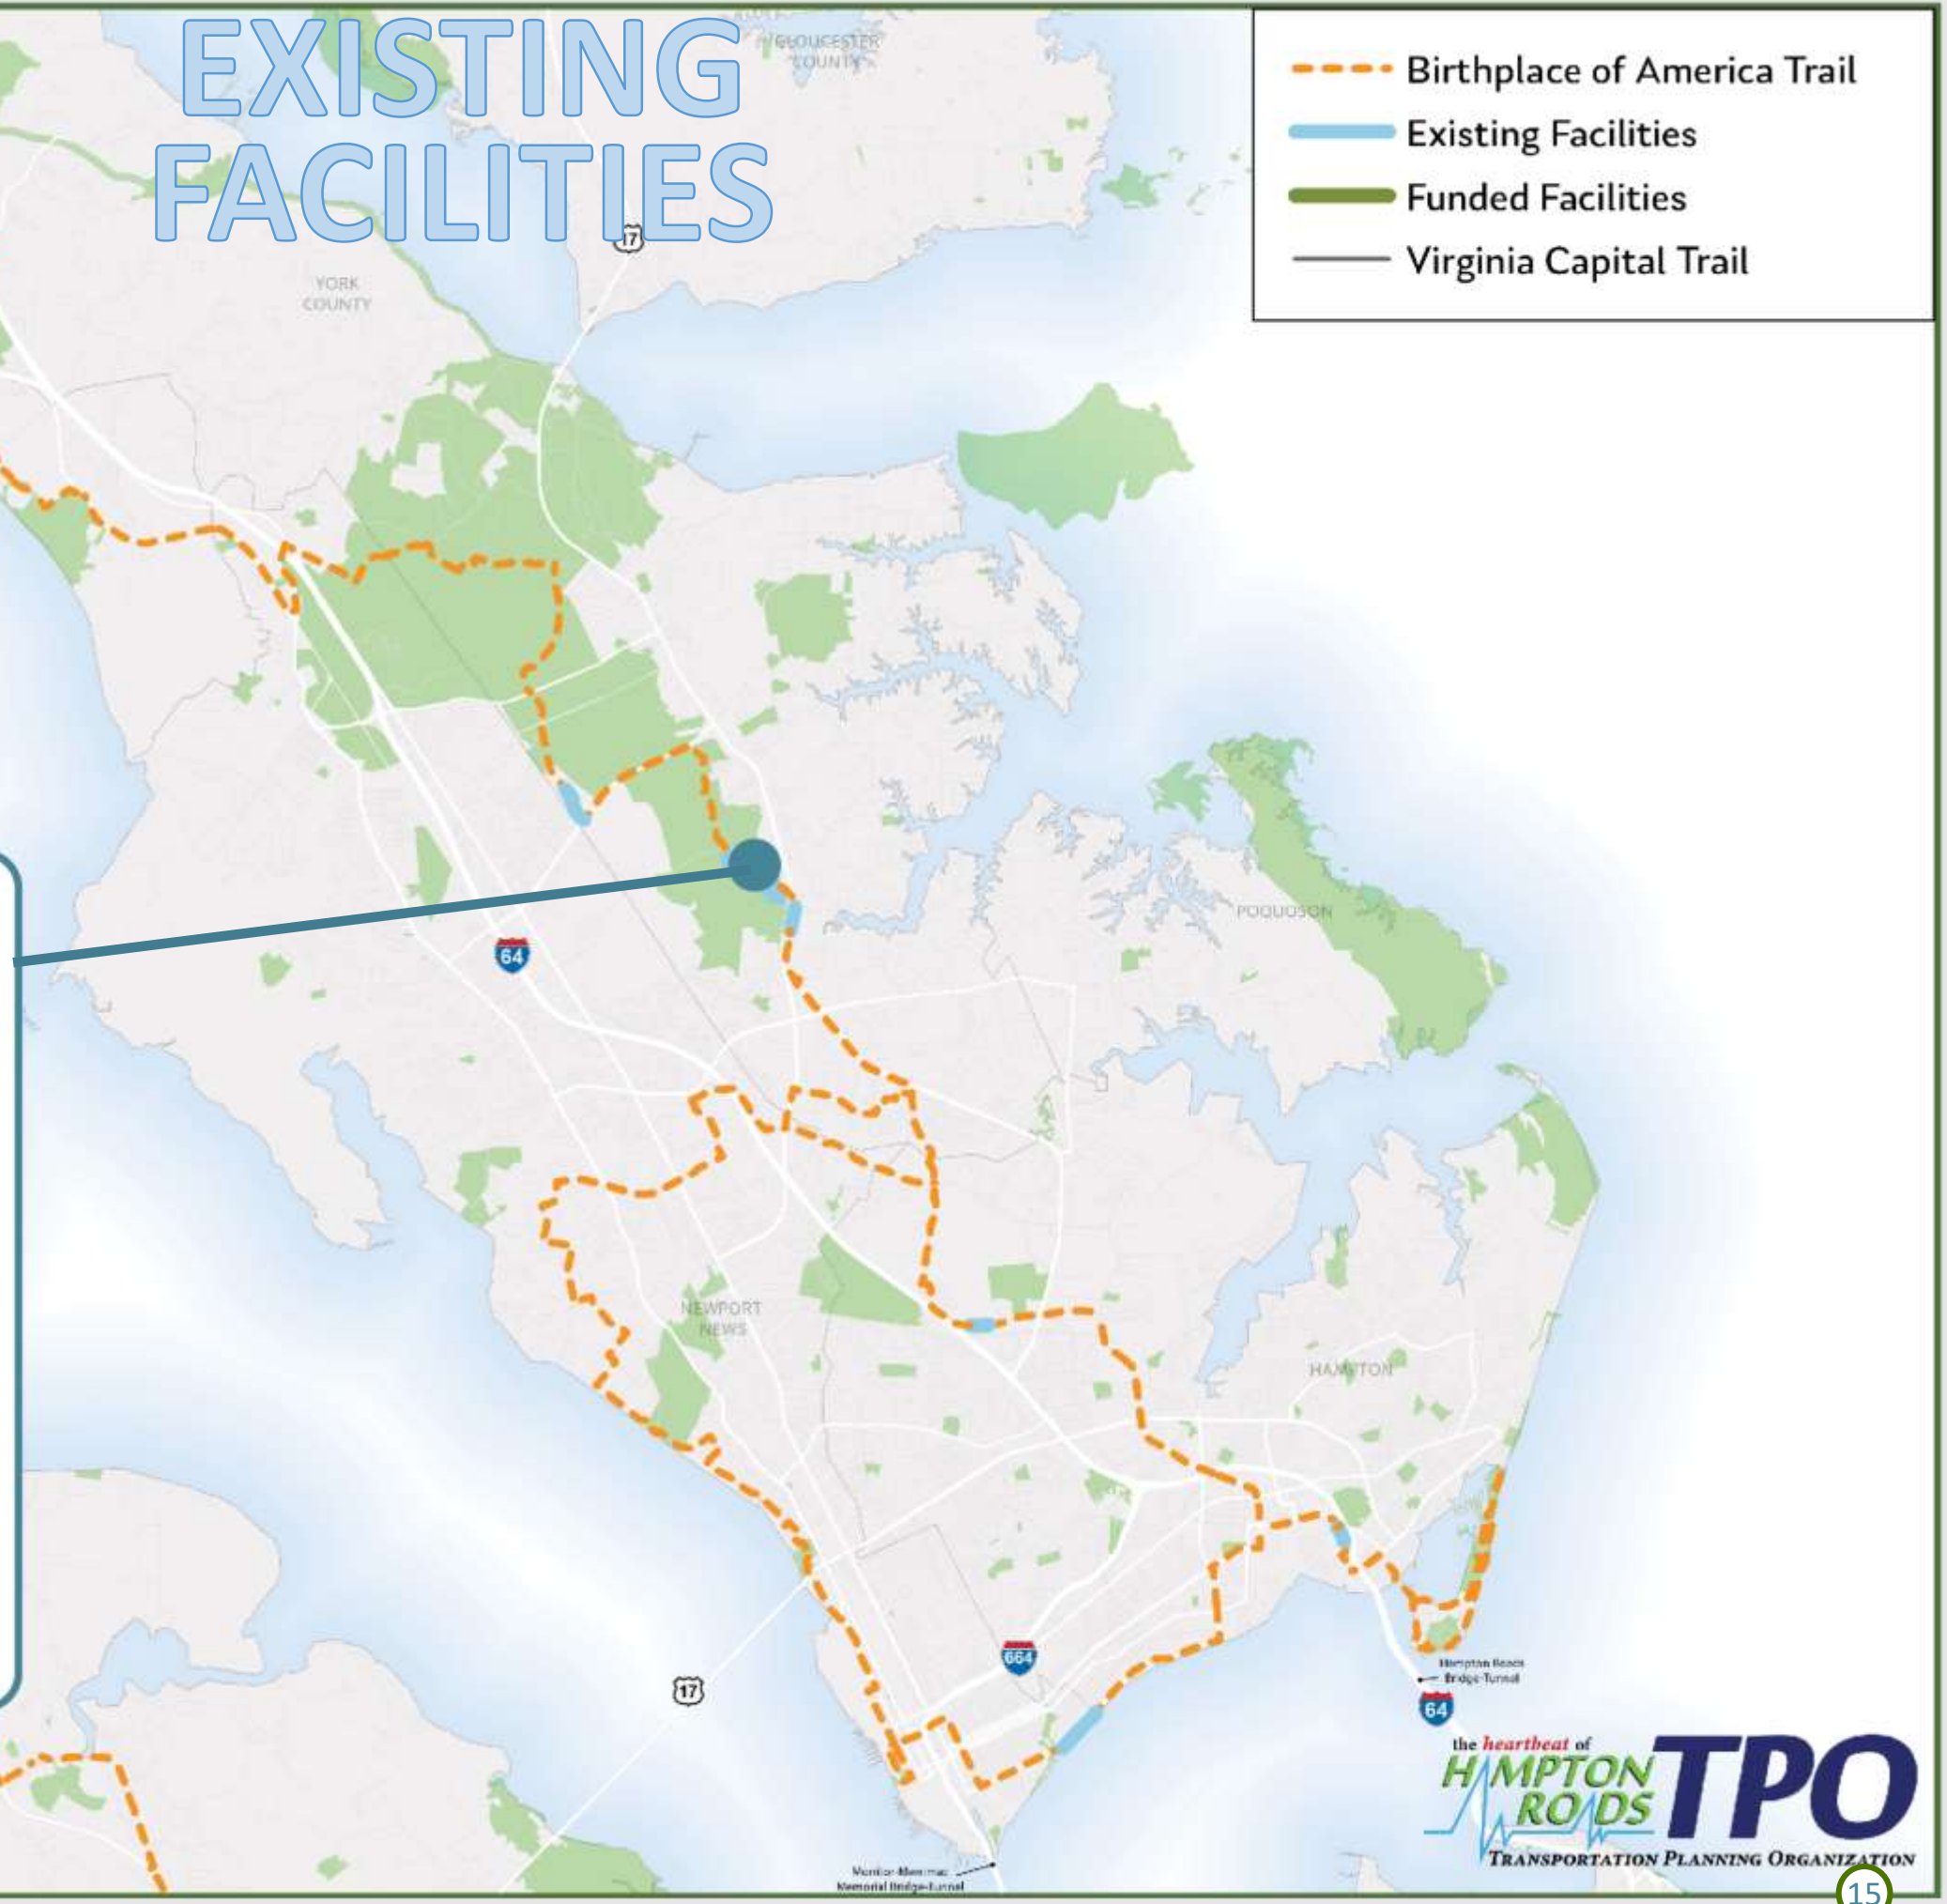 EXISTING
FACILITIES
GLOUCESTER
COUNTY
Birthplace of America Trail
Existing Facilities
Funded Facilities
Virginia Capital Trail
17
YORK
COUNTY
POQUOSON
64
NEWPORT
NEWS
HAMPTON
664
17
Hampton Roads
Bridge-Tunnel
64
the heartbeat of
HAMPTON
ROADS
TPO
TRANSPORTATION PLANNING ORGANIZATION
Monitor-Merrimac
Memorial Bridge-Tunnel
15